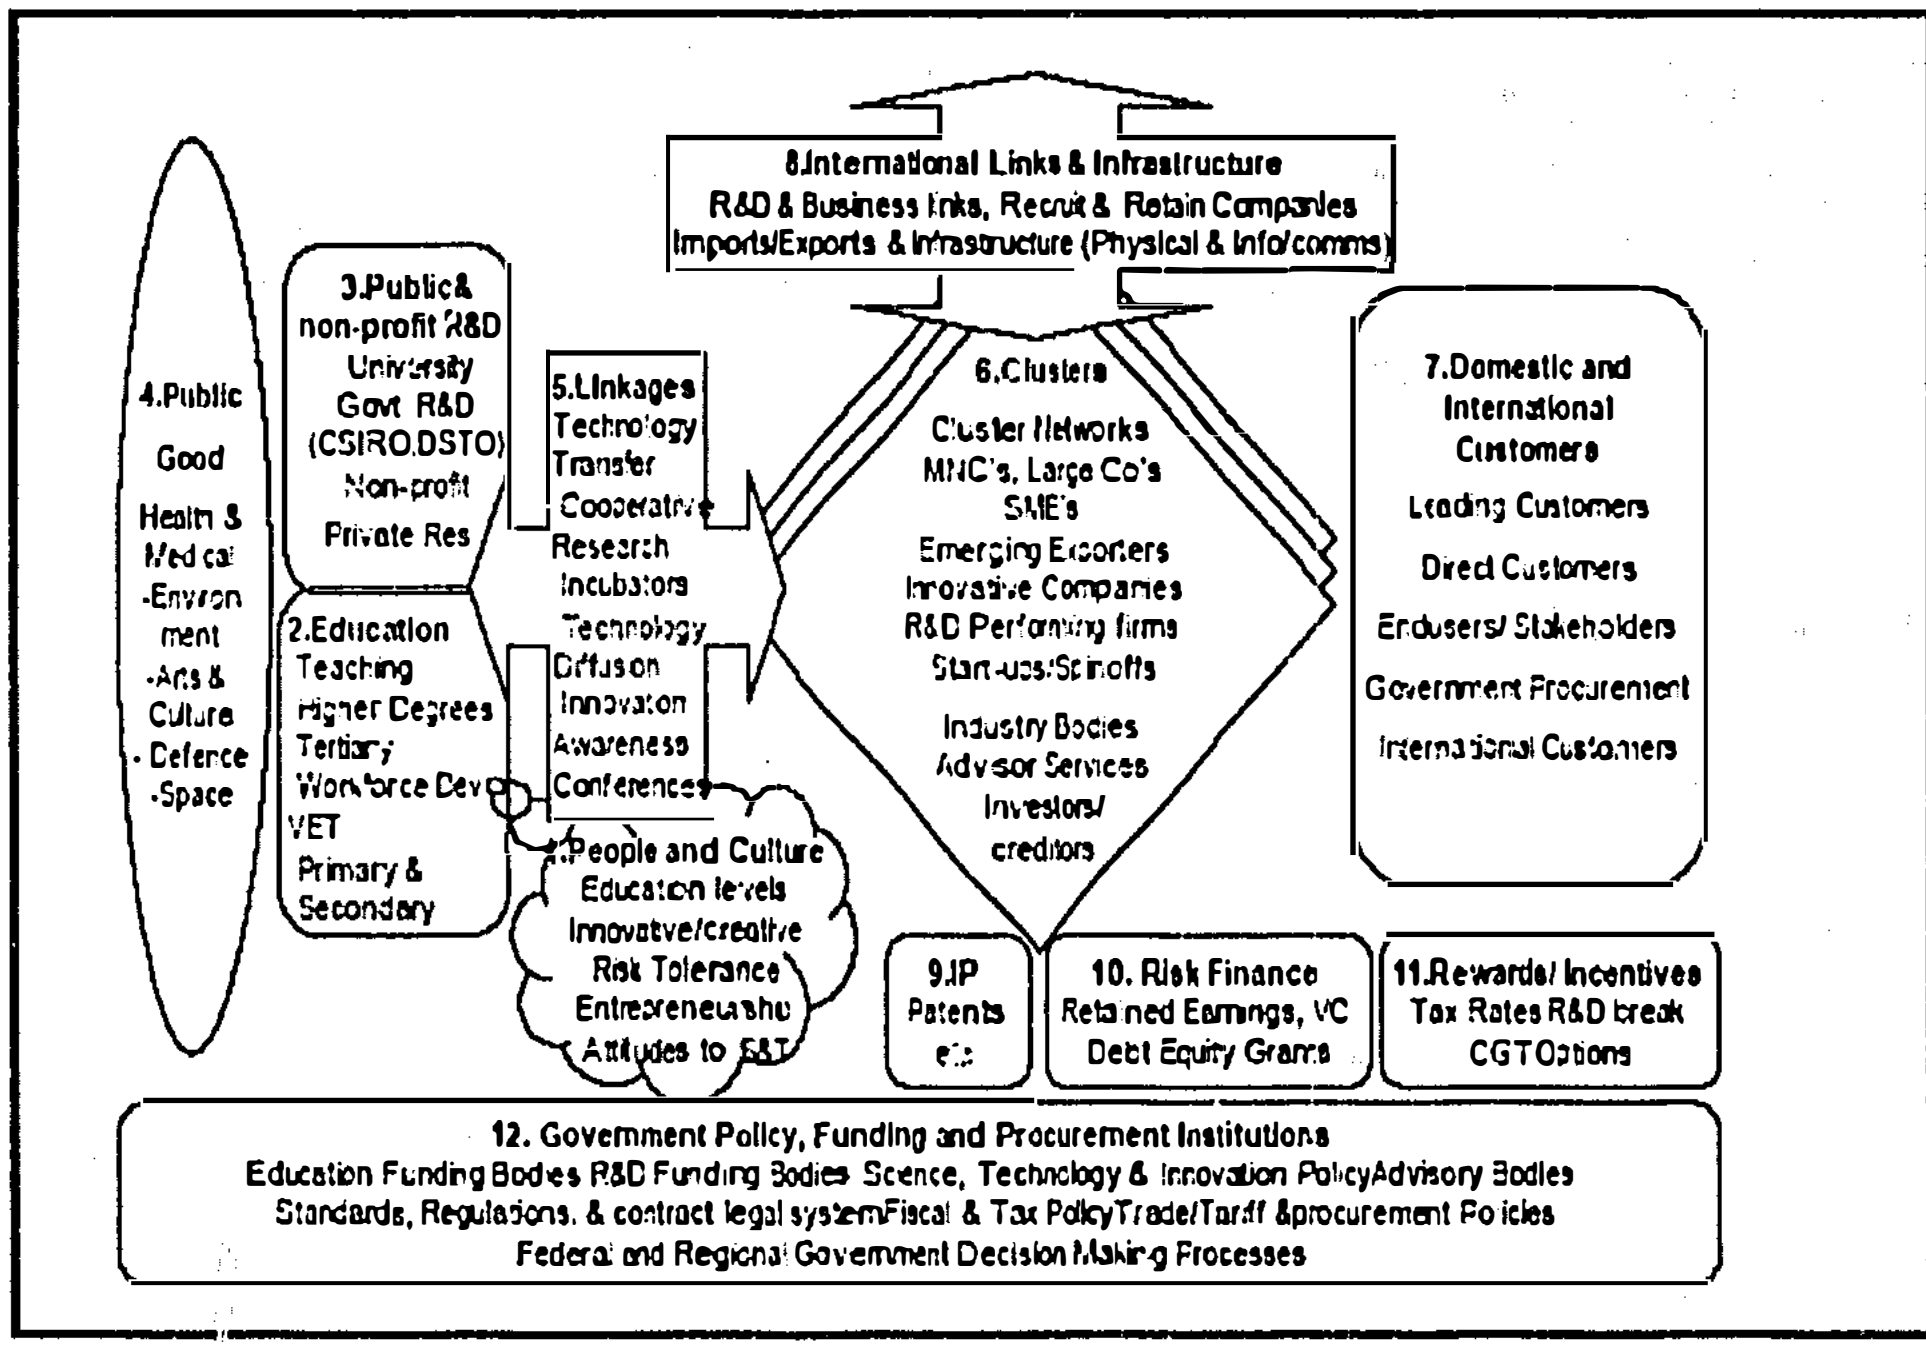 8.International Links & Infrastructure
R&D & Business links, Recruit & Retain Companies
Imports/Exports & Infrastructure (Physical & Info/comms)
4.Public
Good
Health &
Medical
-Environ
ment
-Arts &
Culture
- Defence
-Space
3.Public&
non-profit R&D
University
Govt R&D
(CSIRO,DSTO)
Non-profit
Private Res
2.Education
Teaching
Higher Degrees
Tertiary
Workforce Dev
VET
Primary &
Secondary
5.Linkages
Technology
Transfer
Cooperative
Research
Incubators
Technology
Diffusion
Innovation
Awareness
Conferences
.People and Culture
Education levels
Innovative/creative
Risk Tolerance
Attitudes to S&T
6.Clusters
Cluster Networks
MNC's, Large Co's
SME's
Emerging Exporters
Innovative Companies
R&D Performing firms
Start-ups/Spinoffs
Industry Bodies
Advisor Services
Investors/
creditors
7.Domestic and
International
Customers
Leading Customers
Direct Customers
Endusers/ Stakeholders
Government Procurement
International Customers
9.IP
Patents
etc
10. Risk Finance
Retained Earnings, VC
Debt Equity
11.Rewards/ Incentives
Tax Rates R&D break
CGTOptions
12. Government Policy, Funding and Procurement Institutions
Education Funding Bodies R&D Funding Bodies Science, Technology & Innovation PolicyAdvisory Bodies
Standards, Regulations, & contract legal systemFiscal & Tax PolicyTrade/Tariff &procurement Policies
Federal and Regional Government Decision Making Processes